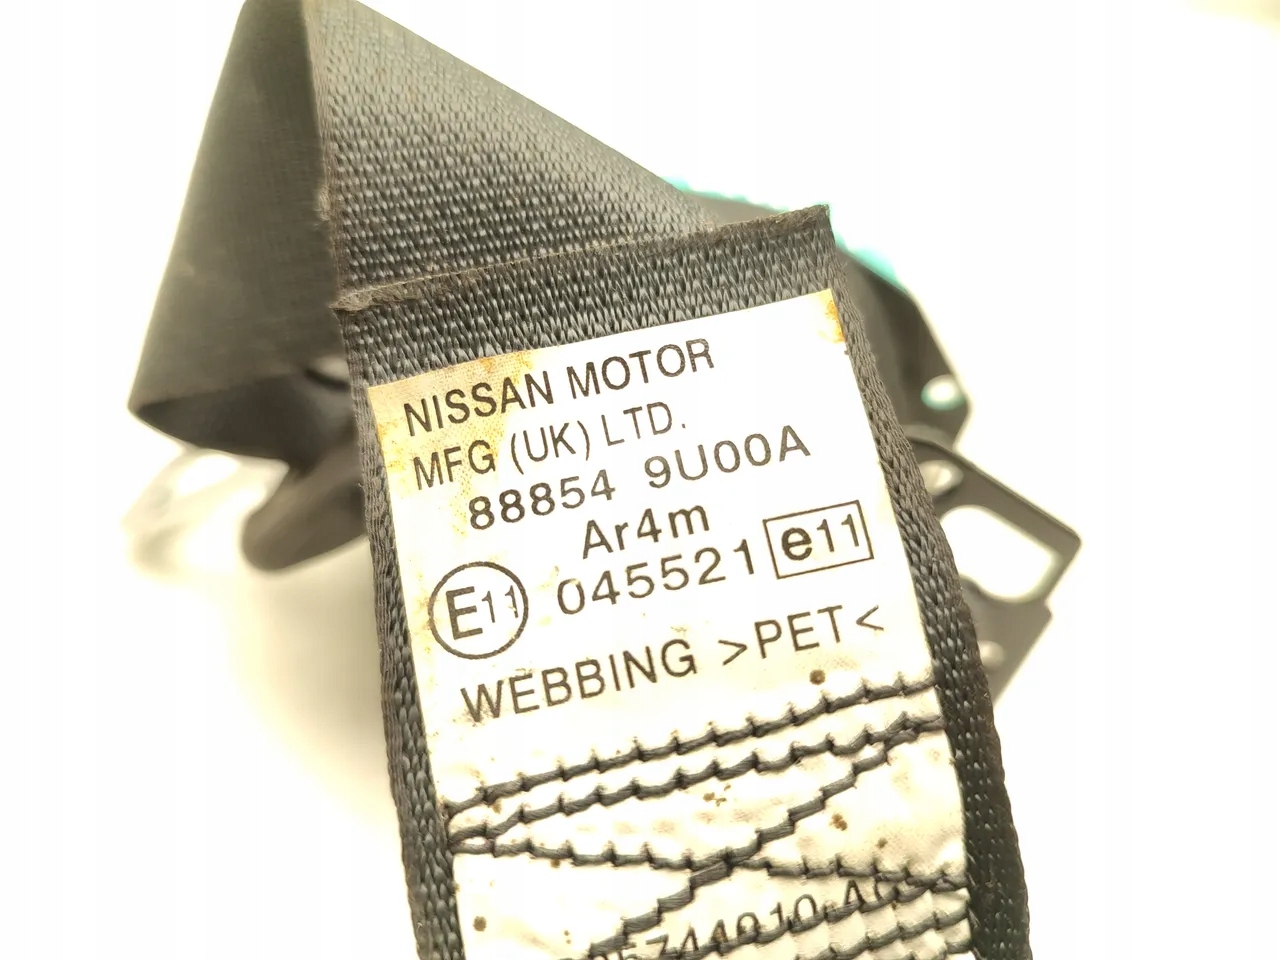 NISSAN MOTOR
MFG (UK) LTD.
88854 9U00A
Ar4m
E11 045521 e11
WEBBING >PET<